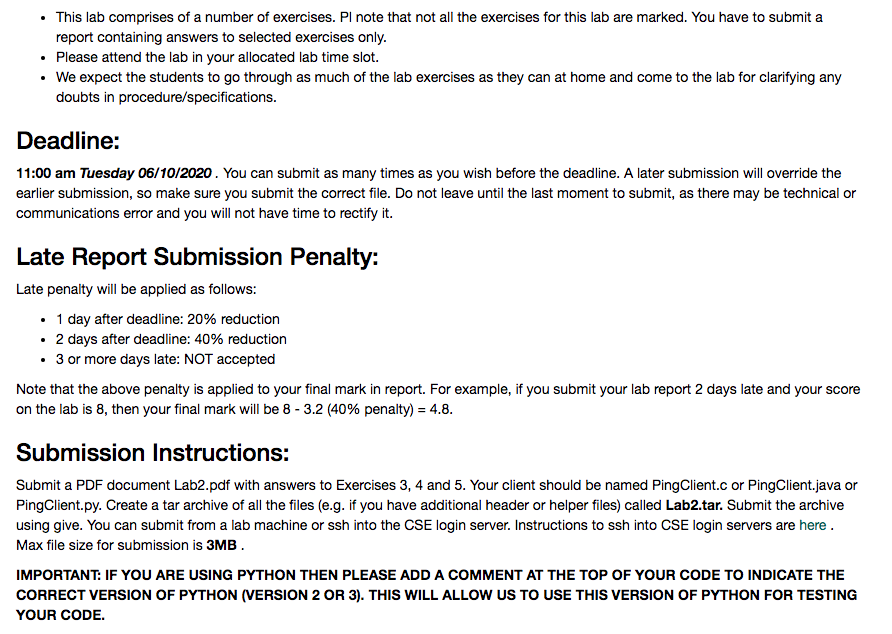 • This lab comprises of a number of exercises. Pl note that not all the exercises for this lab are marked. You have to submit a
report containing answers to selected exercises only.
• Please attend the lab in your allocated lab time slot.
• We expect the students to go through as much of the lab exercises as they can at home and come to the lab for clarifying any
doubts in procedure/specifications.
Deadline:
11:00 am Tuesday 06/10/2020 . You can submit as many times as you wish before the deadline. A later submission will override the
earlier submission, so make sure you submit the correct file. Do not leave until the last moment to submit, as there may be technical or
communications error and you will not have time to rectify it.
Late Report Submission Penalty:
Late penalty will be applied as follows:
• 1 day after deadline: 20% reduction
• 2 days after deadline: 40% reduction
• 3 or more days late: NOT accepted
Note that the above penalty is applied to your final mark in report. For example, if you submit your lab report 2 days late and your score
on the lab is 8, then your final mark will be 8 - 3.2 (40% penalty) = 4.8.
Submission Instructions:
Submit a PDF document Lab2.pdf with answers to Exercises 3, 4 and 5. Your client should be named PingClient.c or PingClient.java or
PingClient.py. Create a tar archive of all the files (e.g. if you have additional header or helper files) called Lab2.tar. Submit the archive
using give. You can submit from a lab machine or ssh into the CSE login server. Instructions to ssh into CSE login servers are here .
Max file size for submission is 3MB .
IMPORTANT: IF YOU ARE USING PYTHON THEN PLEASE ADD A COMMENT AT THE TOP OF YOUR CODE TO INDICATE THE
CORRECT VERSION OF PYTHON (VERSION 2 OR 3). THIS WILL ALLOW US TO USE THIS VERSION OF PYTHON FOR TESTING
YOUR CODE.